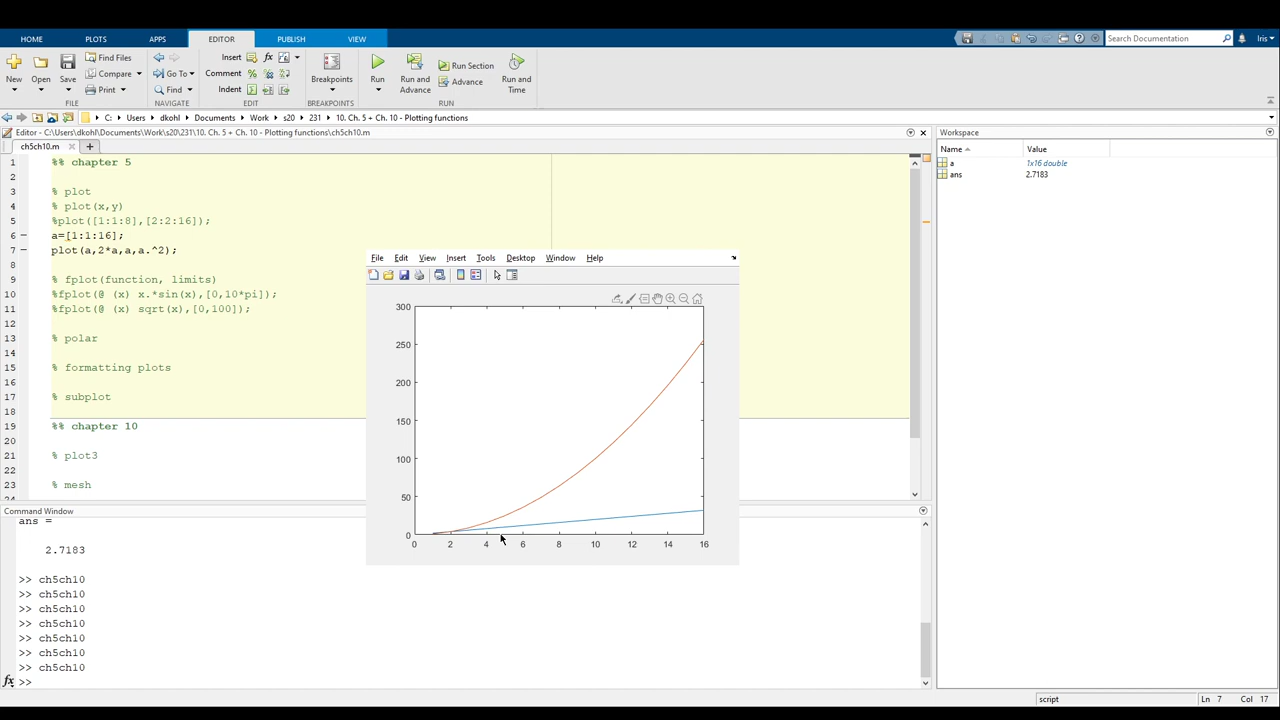 HOME PLOTS APPS EDITOR PUBLISH VIEW
Search Documentation Iris
New Open Save Find Files Compare Print Go To Find Insert Comment Indent Breakpoints Run Run and Advance Run Section Advance Run and Time
FILE NAVIGATE EDIT BREAKPOINTS RUN
C: Users dkohl Documents Work s20 231 10. Ch. 5 + Ch. 10 - Plotting functions
Editor - C:\Users\dkohl\Documents\Work\s20\231\10. Ch. 5 + Ch. 10 - Plotting functions\ch5ch10.m
ch5ch10.m
1 %% chapter 5
2
3 % plot
4 % plot(x,y)
5 %plot([1:1:8],[2:2:16]);
6 a=[1:1:16];
7 plot(a,2*a,a,a.^2);
8
9 % fplot(function, limits)
10 %fplot(@ (x) x.*sin(x),[0,10*pi]);
11 %fplot(@ (x) sqrt(x),[0,100]);
12
13 % polar
14
15 % formatting plots
16
17 % subplot
18
19 %% chapter 10
20
21 % plot3
22
23 % mesh
24
File Edit View Insert Tools Desktop Window Help
300
250
200
150
100
50
0
0 2 4 6 8 10 12 14 16
Workspace
Name Value
a 1x16 double
ans 2.7183
Command Window
ans =
2.7183
>> ch5ch10
>> ch5ch10
>> ch5ch10
>> ch5ch10
>> ch5ch10
>> ch5ch10
>> ch5ch10
fx >>
script Ln 7 Col 17